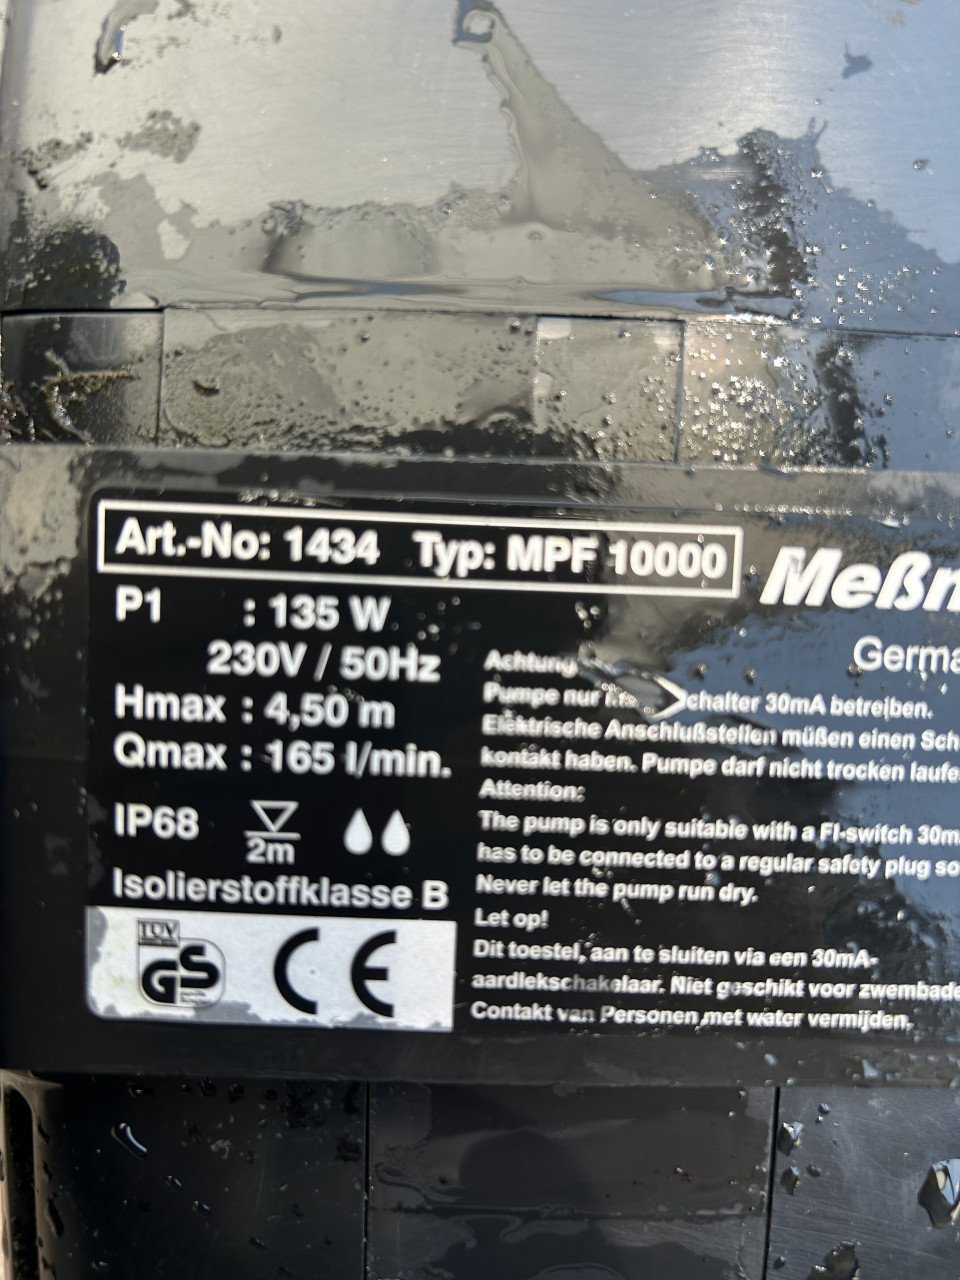 Art.-No: 1434 Typ: MPF 10000
P1 : 135 W
230V / 50Hz
Hmax : 4,50 m
Qmax : 165 l/min.
IP68
2m
Isolierstoffklasse B
TÜV
GS
CE
Meßn
Germa
Achtung
Pumpe nur chalter 30mA betreiben.
Elektrische Anschlußstellen müßen einen Sch
kontakt haben. Pumpe darf nicht trocken laufe
Attention:
The pump is only suitable with a FI-switch 30m
has to be connected to a regular safety plug so
Never let the pump run dry.
Let op!
Dit toestel, aan te sluiten via een 30mA-
aardlekschakelaar. Niet geschikt voor zwembade
Contakt van Personen met water vermijden.